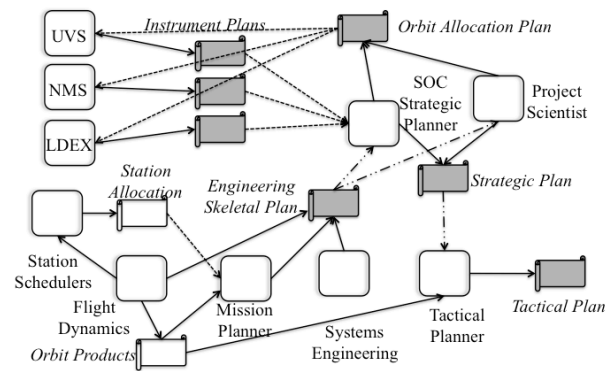 UVS
Instrument Plans
Orbit Allocation Plan
NMS
SOC
Strategic
Planner
Project
Scientist
LDEX
Station
Allocation
Engineering
Skeletal Plan
Strategic Plan
Station
Schedulers
Flight
Dynamics
Mission
Planner
Systems
Engineering
Tactical
Planner
Tactical Plan
Orbit Products